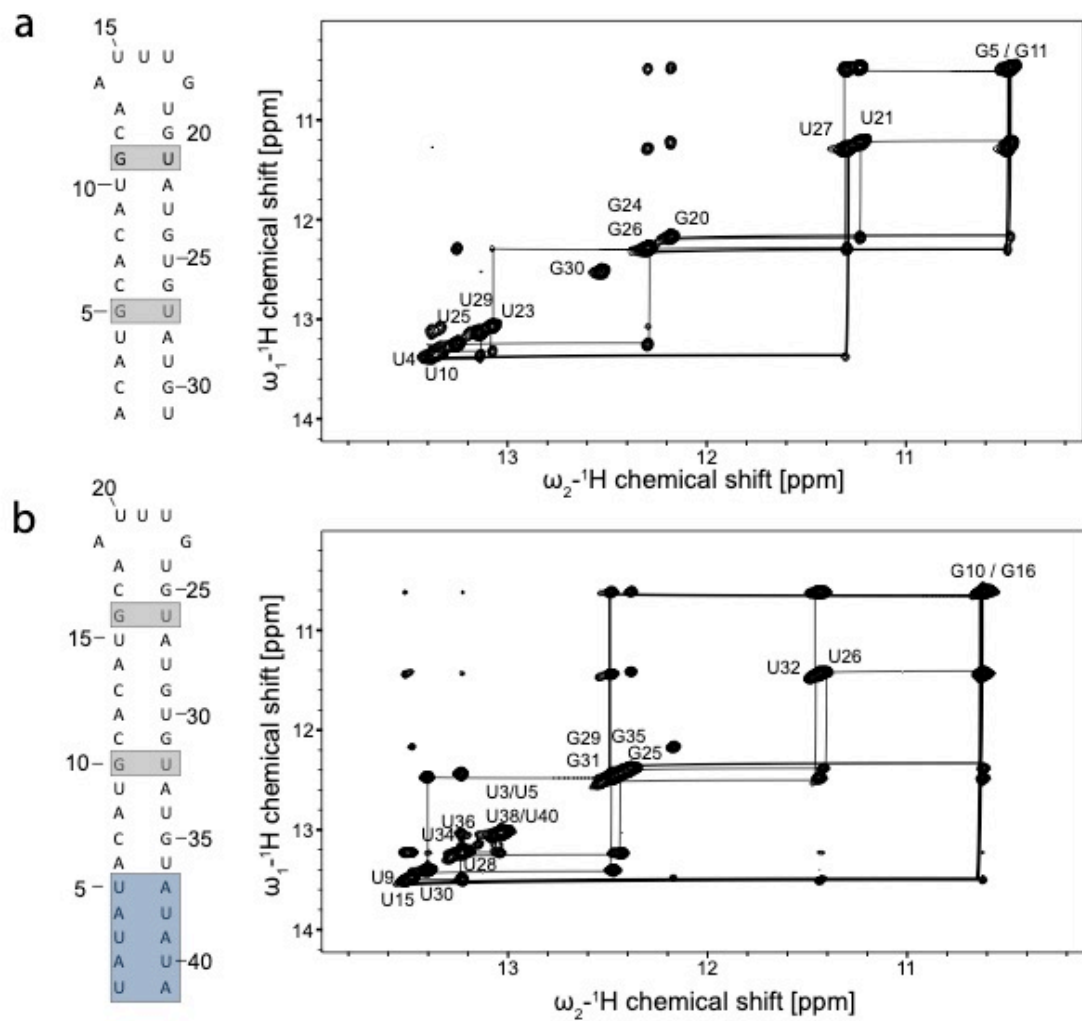 a
15
U U U
A G
A U
C G 20
G U
10 U A
A U
C G
A U 25
C G
5 G U
U A
A U
C G 30
A U
G5 / G11
U27 U21
G24
G26 G20
G30
U29
U25 U23
U4
U10
11
12
13
14
ω1-1H chemical shift [ppm]
13 12 11
ω2-1H chemical shift [ppm]
b
20
U U U
A G
A U
C G 25
G U
15 U A
A U
C G
A U 30
C G
10 G U
U A
A U
C G 35
A U
5 U A
A U
U A
A U 40
U A
G10 / G16
U32 U26
G29 G35
G31 G25
U3/U5
U36 U38/U40
U34
U28
U9
U15 U30
11
12
13
14
ω1-1H chemical shift [ppm]
13 12 11
ω2-1H chemical shift [ppm]